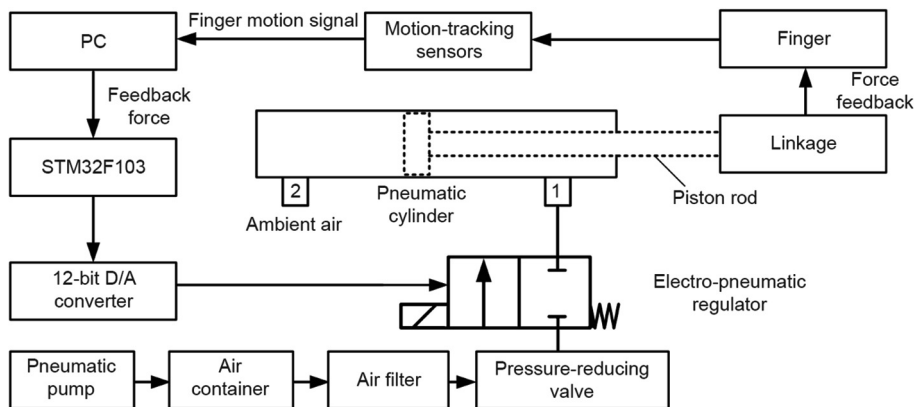 PC
Finger motion signal
Motion-tracking
sensors
Finger
Feedback
force
Force
feedback
STM32F103
Linkage
2
Ambient air
Pneumatic
cylinder
1
Piston rod
12-bit D/A
converter
Electro-pneumatic
regulator
Pneumatic
pump
Air
container
Air filter
Pressure-reducing
valve